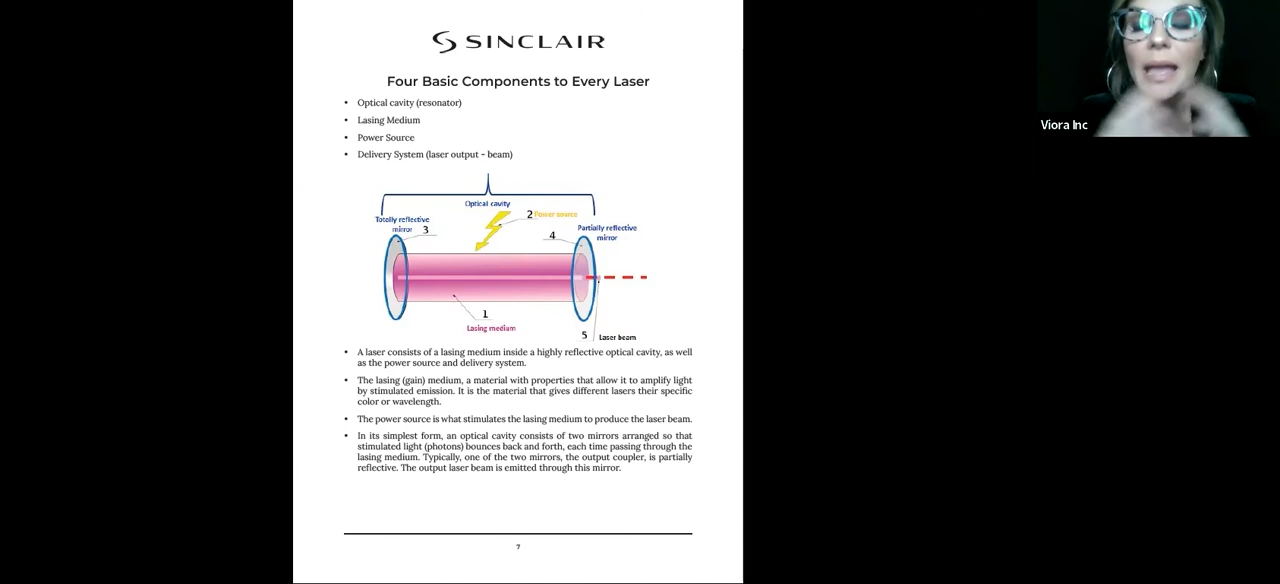 SINCLAIR
Four Basic Components to Every Laser
• Optical cavity (resonator)
• Lasing Medium
• Power Source
• Delivery System (laser output - beam)
Optical cavity
Totally reflective
mirror
3
2
Power source
4
Partially reflective
mirror
1
Lasing medium
5
Laser beam
• A laser consists of a lasing medium inside a highly reflective optical cavity, as well
as the power source and delivery system.
• The lasing (gain) medium, a material with properties that allow it to amplify light
by stimulated emission. It is the material that gives different lasers their specific
color or wavelength.
• The power source is what stimulates the lasing medium to produce the laser beam.
• In its simplest form, an optical cavity consists of two mirrors arranged so that
stimulated light (photons) bounces back and forth, each time passing through the
lasing medium. Typically, one of the two mirrors, the output coupler, is partially
reflective. The output laser beam is emitted through this mirror.
7
Viora Inc